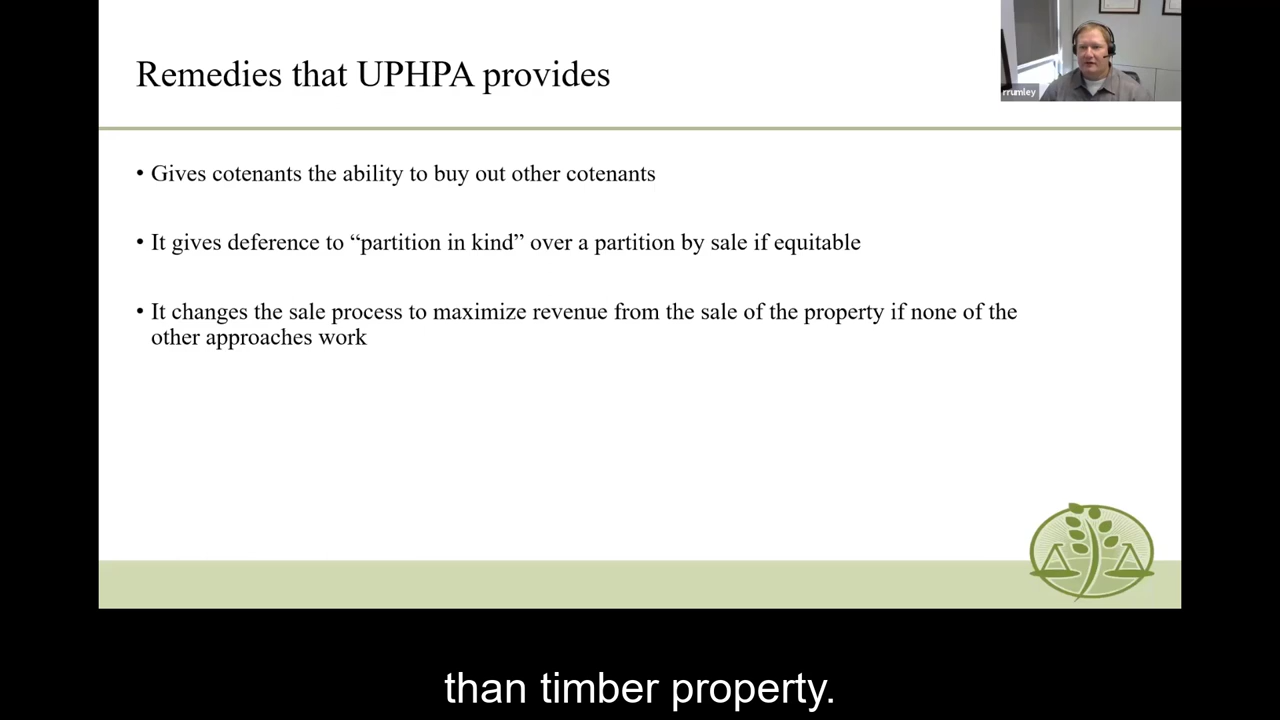 Remedies that UPHPA provides
rrumley
• Gives cotenants the ability to buy out other cotenants
• It gives deference to “partition in kind” over a partition by sale if equitable
• It changes the sale process to maximize revenue from the sale of the property if none of the
other approaches work
than timber property.